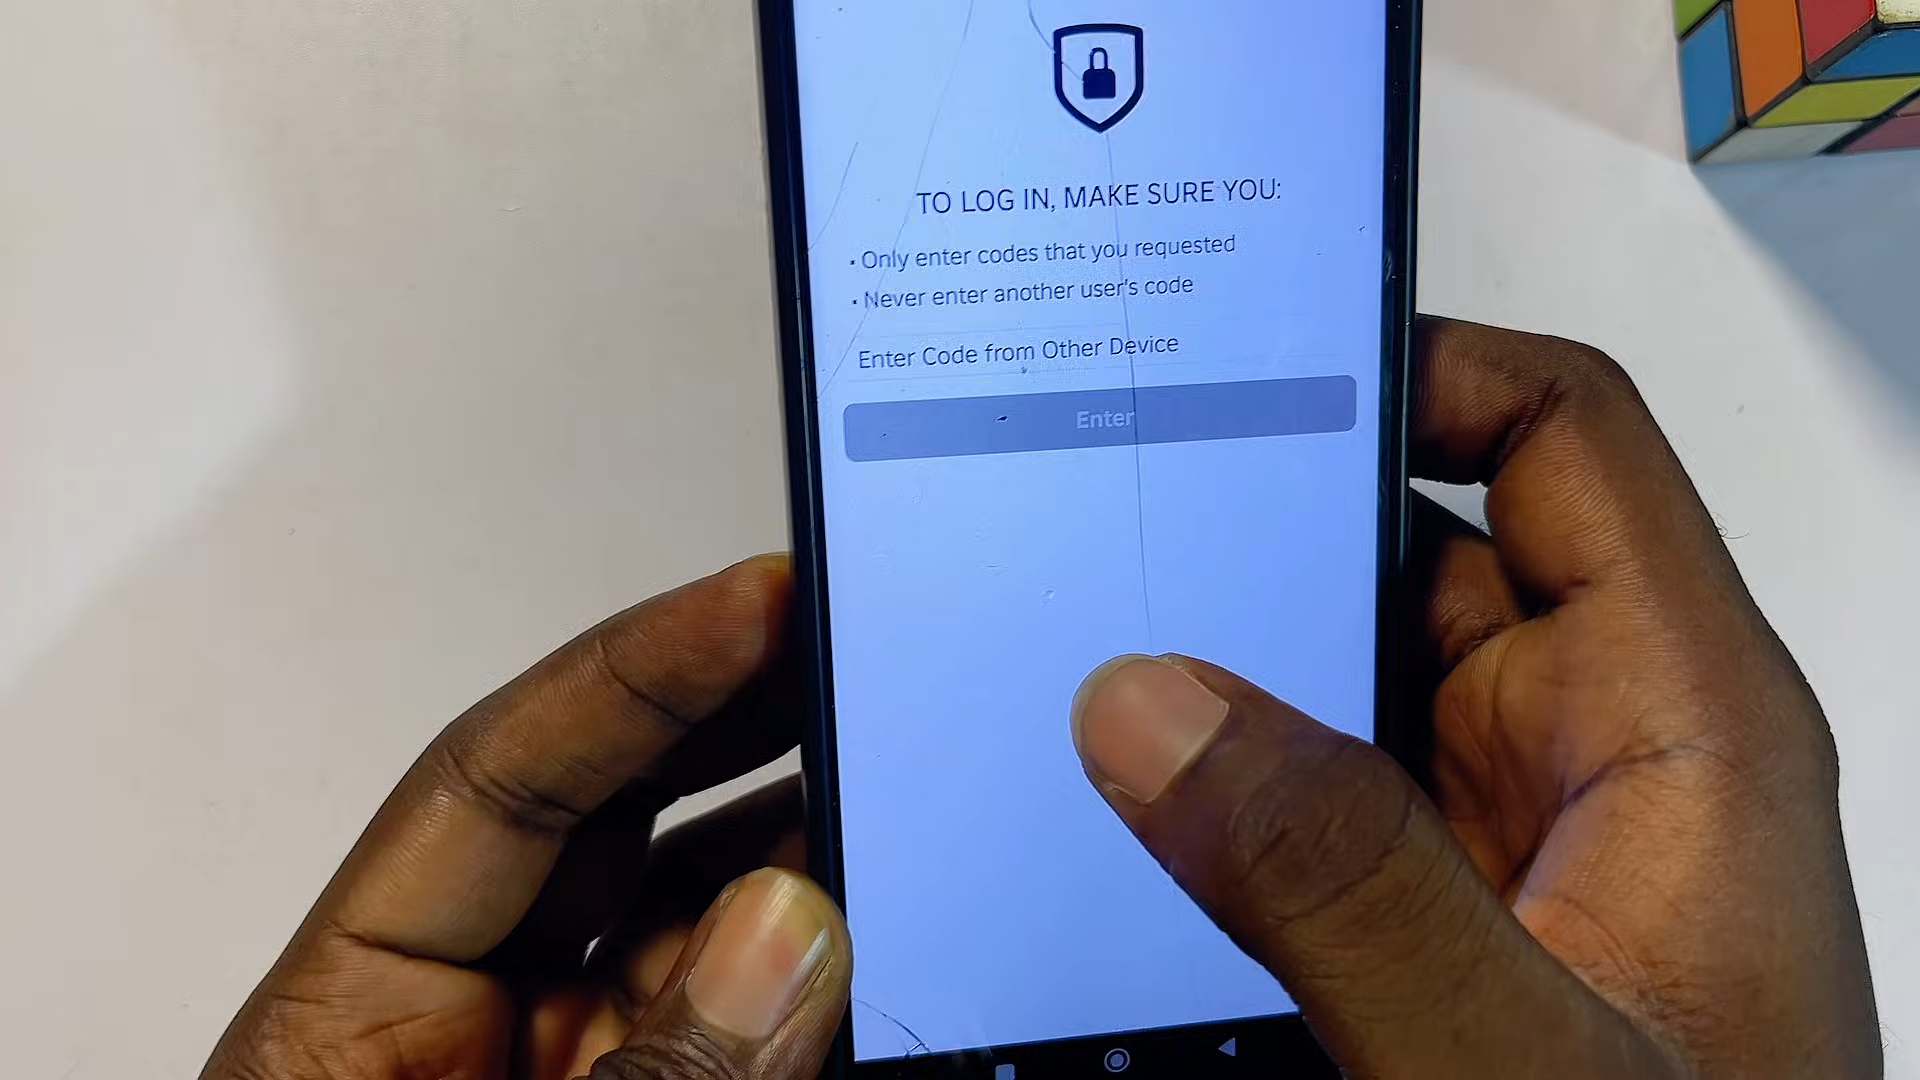 TO LOG IN, MAKE SURE YOU:
• Only enter codes that you requested
• Never enter another user's code
Enter Code from Other Device
Enter